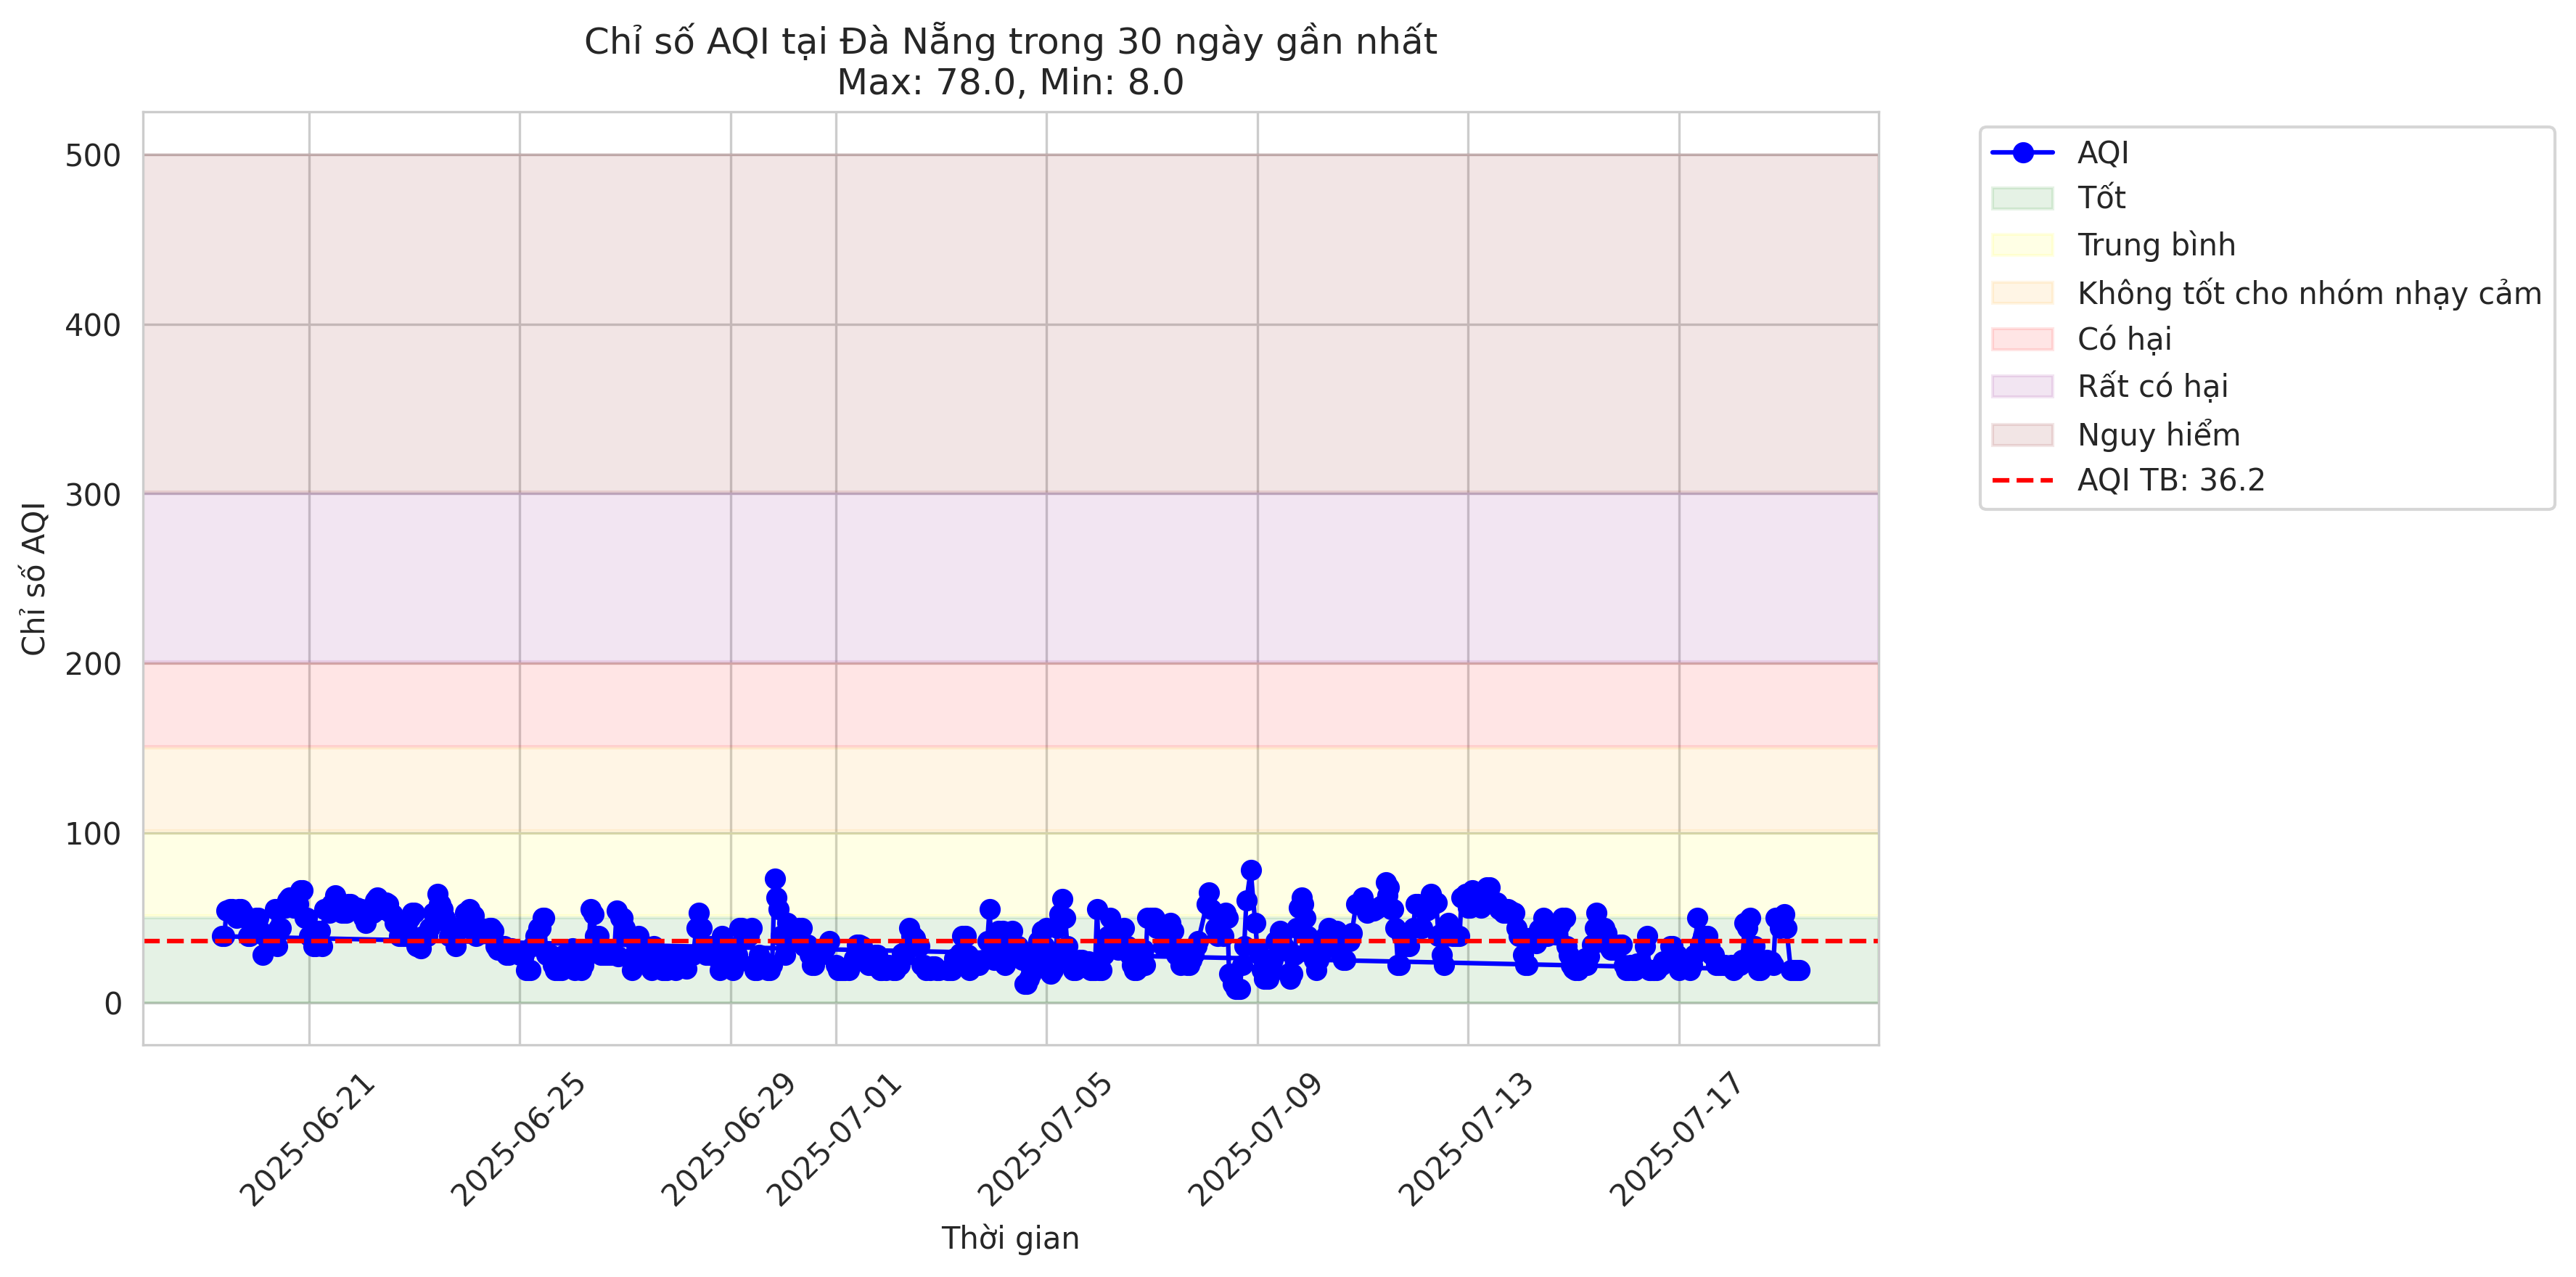 Chỉ số AQI tại Đà Nẵng trong 30 ngày gần nhất
Max: 78.0, Min: 8.0
Chỉ số AQI
500
400
300
200
100
0
2025-06-21
2025-06-25
2025-06-29
2025-07-01
2025-07-05
2025-07-09
2025-07-13
2025-07-17
Thời gian
AQI
Tốt
Trung bình
Không tốt cho nhóm nhạy cảm
Có hại
Rất có hại
Nguy hiểm
AQI TB: 36.2